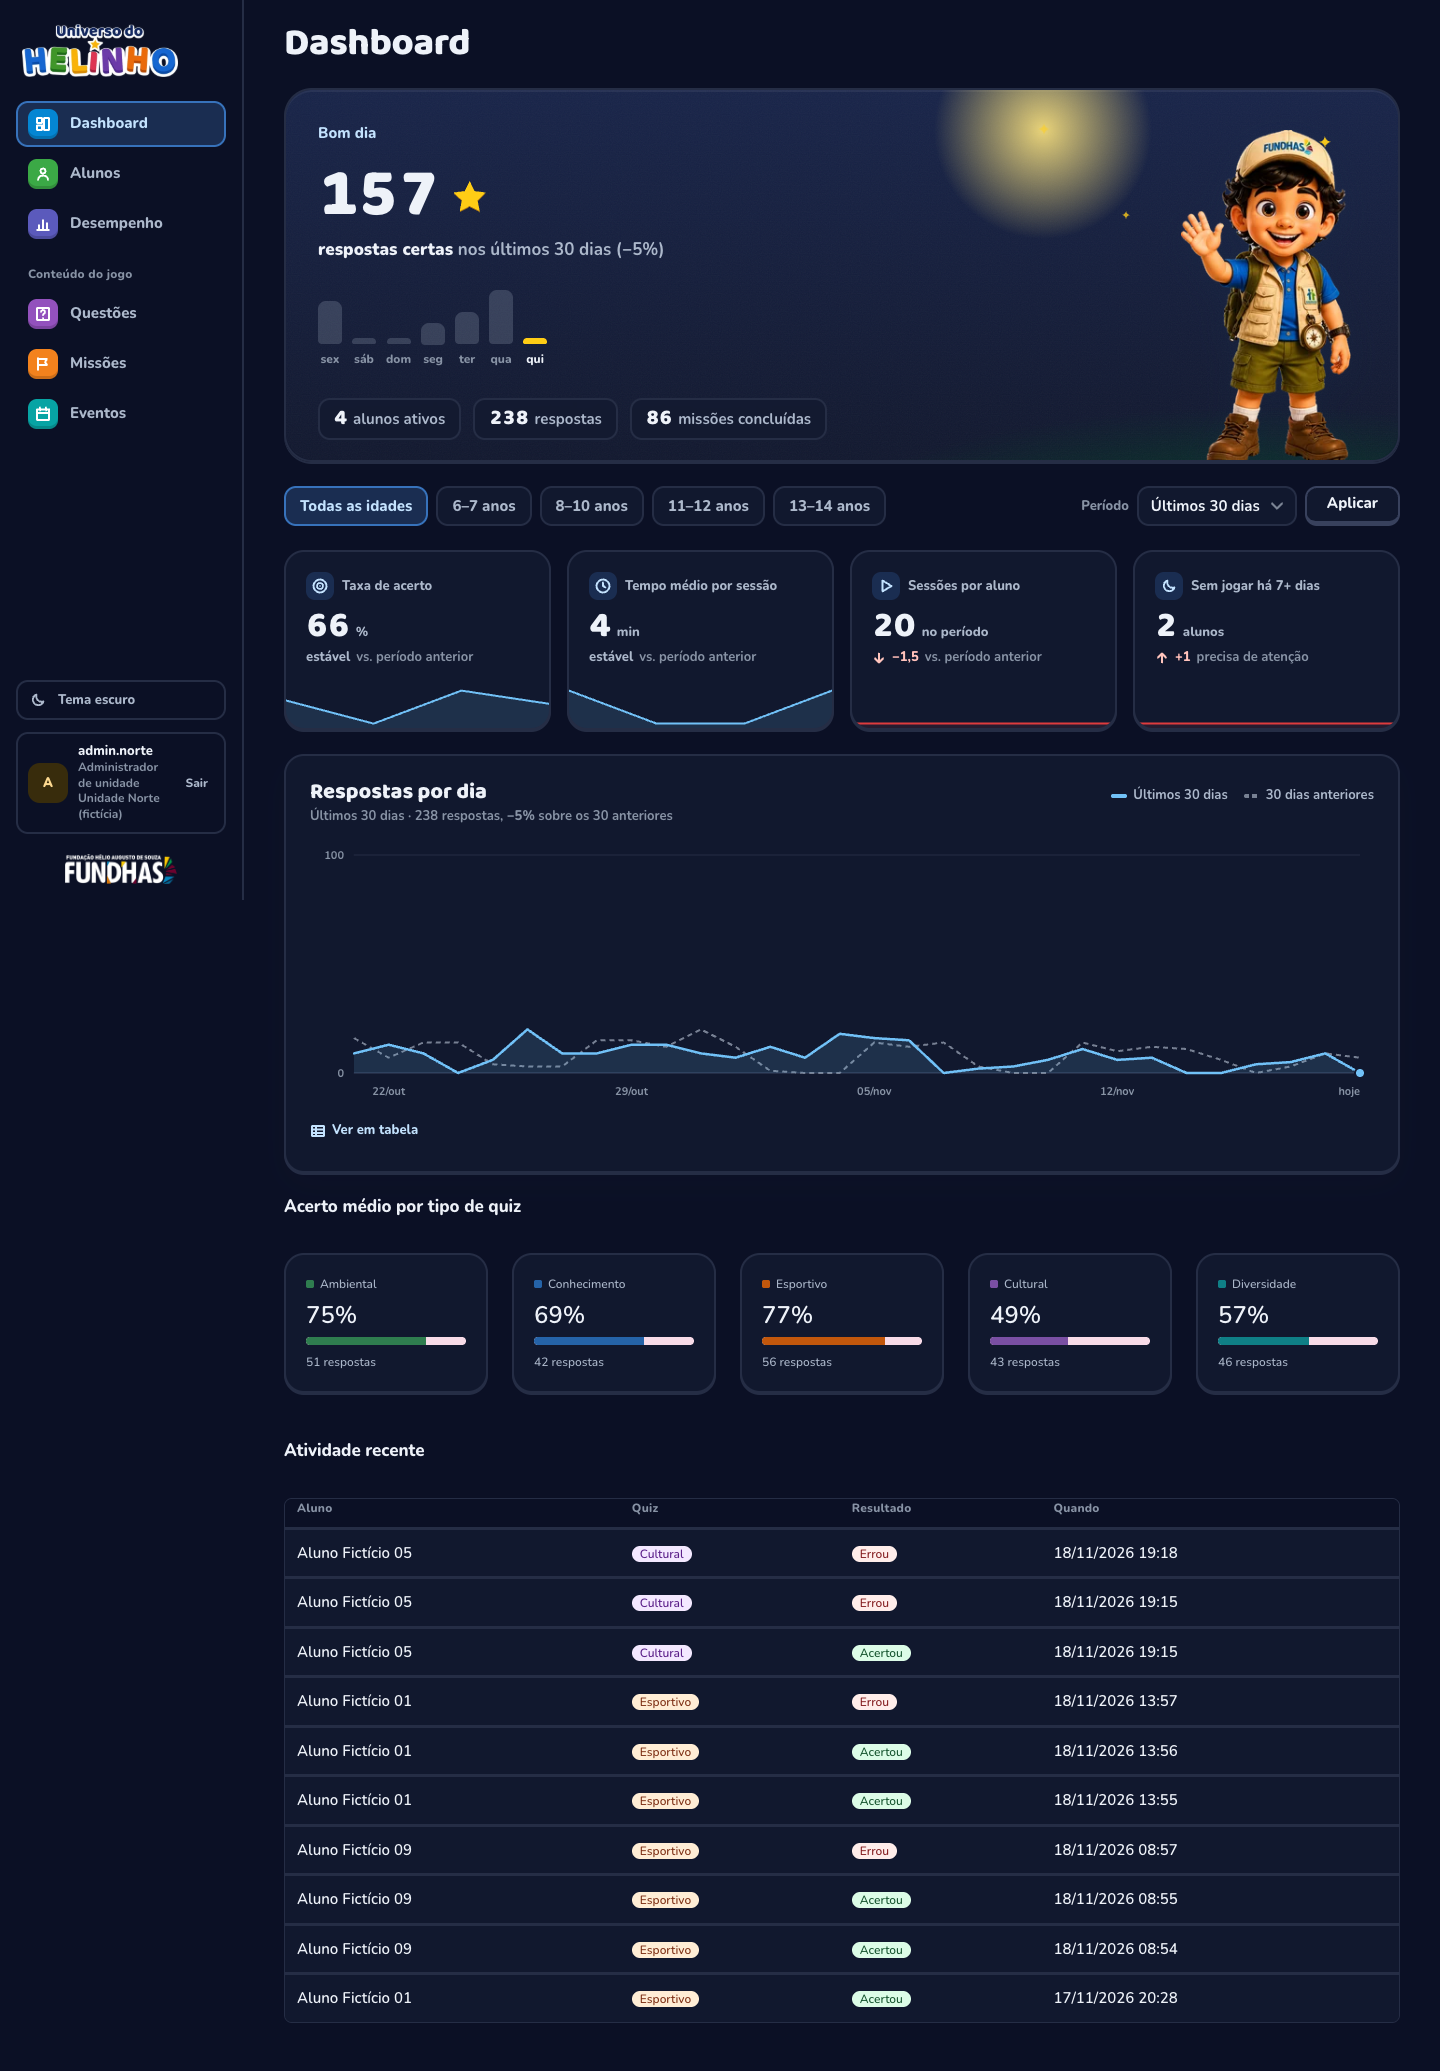 Universo do
HELINHO
Dashboard
Alunos
Desempenho
Conteúdo do jogo
Questões
Missões
Eventos
Tema escuro
A
admin.norte
Administrador
de unidade
Unidade Norte
(fictícia)
Sair
FUNDAÇÃO HÉLIO AUGUSTO DE SOUZA
FUNDHAS
Dashboard
Bom dia
157
respostas certas nos últimos 30 dias (−5%)
sex sáb dom seg ter qua qui
4 alunos ativos 238 respostas 86 missões concluídas
FUNDHAS
Todas as idades 6–7 anos 8–10 anos 11–12 anos 13–14 anos Período Últimos 30 dias Aplicar
Taxa de acerto
66 %
estável vs. período anterior
Tempo médio por sessão
4 min
estável vs. período anterior
Sessões por aluno
20 no período
−1,5 vs. período anterior
Sem jogar há 7+ dias
2 alunos
+1 precisa de atenção
Respostas por dia
Últimos 30 dias · 238 respostas, −5% sobre os 30 anteriores
Últimos 30 dias 30 dias anteriores
100
0
22/out 29/out 05/nov 12/nov hoje
Ver em tabela
Acerto médio por tipo de quiz
Ambiental
75%
51 respostas
Conhecimento
69%
42 respostas
Esportivo
77%
56 respostas
Cultural
49%
43 respostas
Diversidade
57%
46 respostas
Atividade recente
Aluno Quiz Resultado Quando
Aluno Fictício 05 Cultural Errou 18/11/2026 19:18
Aluno Fictício 05 Cultural Errou 18/11/2026 19:15
Aluno Fictício 05 Cultural Acertou 18/11/2026 19:15
Aluno Fictício 01 Esportivo Errou 18/11/2026 13:57
Aluno Fictício 01 Esportivo Acertou 18/11/2026 13:56
Aluno Fictício 01 Esportivo Acertou 18/11/2026 13:55
Aluno Fictício 09 Esportivo Errou 18/11/2026 08:57
Aluno Fictício 09 Esportivo Acertou 18/11/2026 08:55
Aluno Fictício 09 Esportivo Acertou 18/11/2026 08:54
Aluno Fictício 01 Esportivo Acertou 17/11/2026 20:28